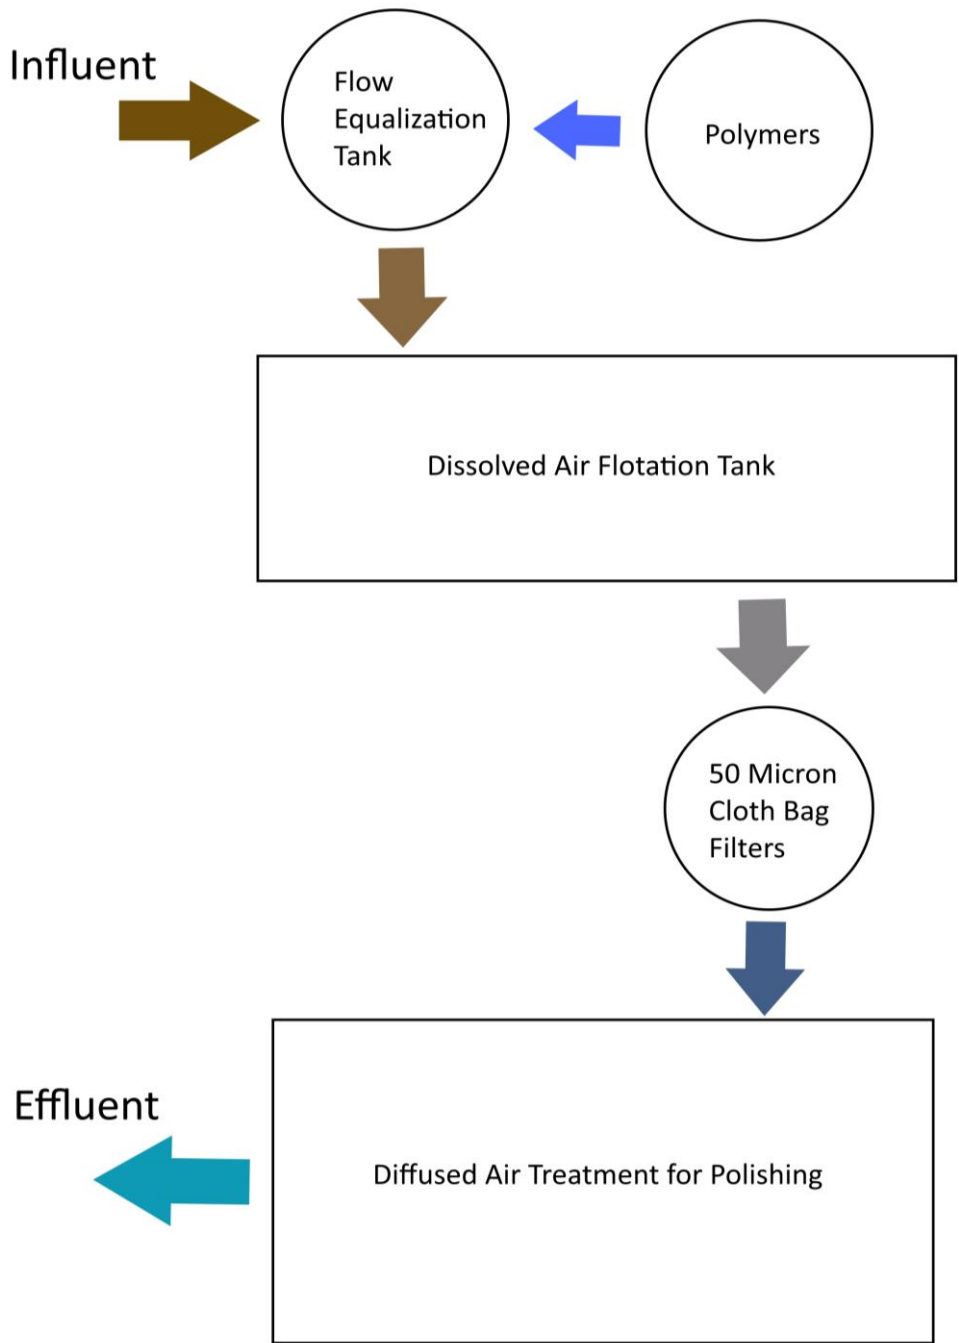 Influent
Flow
Equalization
Tank
Polymers
Dissolved Air Flotation Tank
50 Micron
Cloth Bag
Filters
Effluent
Diffused Air Treatment for Polishing